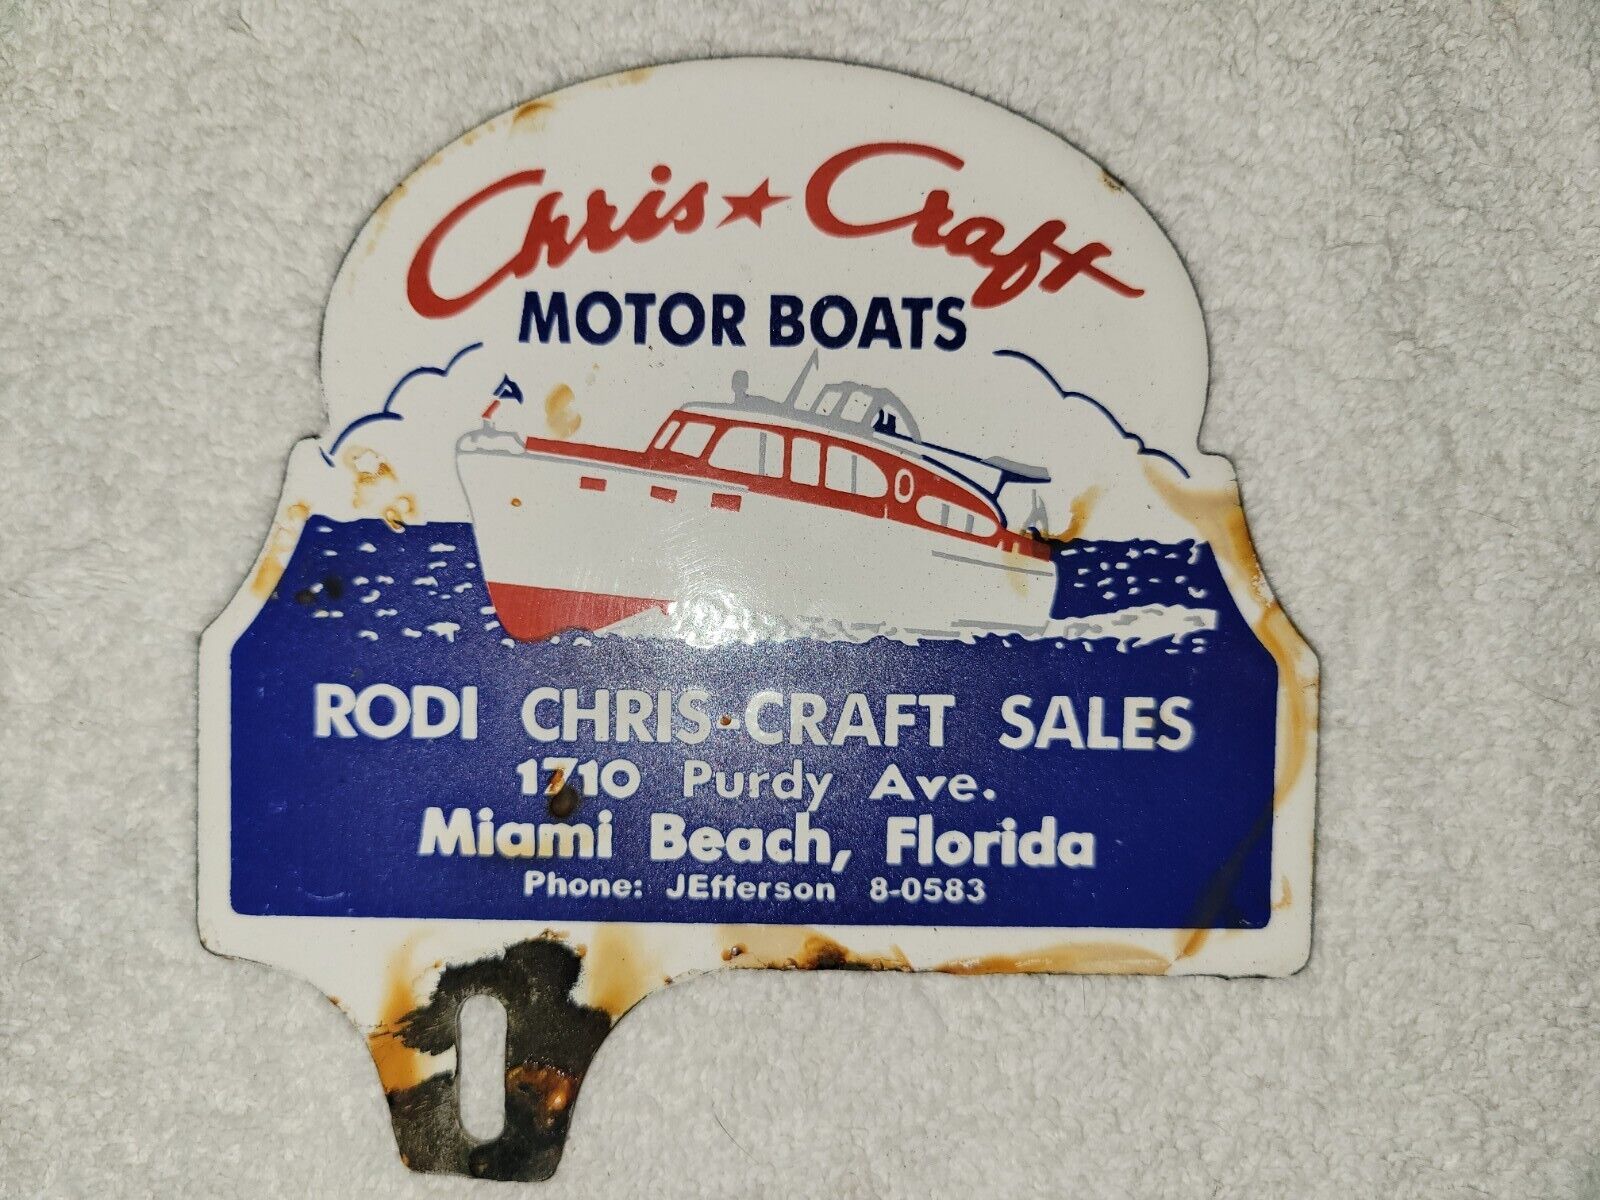 Chris★Craft
MOTOR BOATS
RODI CHRIS-CRAFT SALES
1710 Purdy Ave.
Miami Beach, Florida
Phone: JEfferson 8-0583